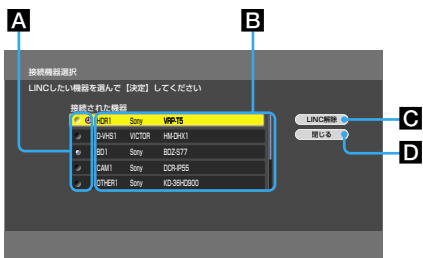 A
B
接続機器選択
LINCしたい機器を選んで【決定】してください
接続された機器
HDR1 Sony VRP-T5
D-VHS1 VICTOR HM-DHX1
BD1 Sony BDZ-S77
CAM1 Sony DCR-IP55
OTHER1 Sony KD-36HD900
LINC解除
C
閉じる
D